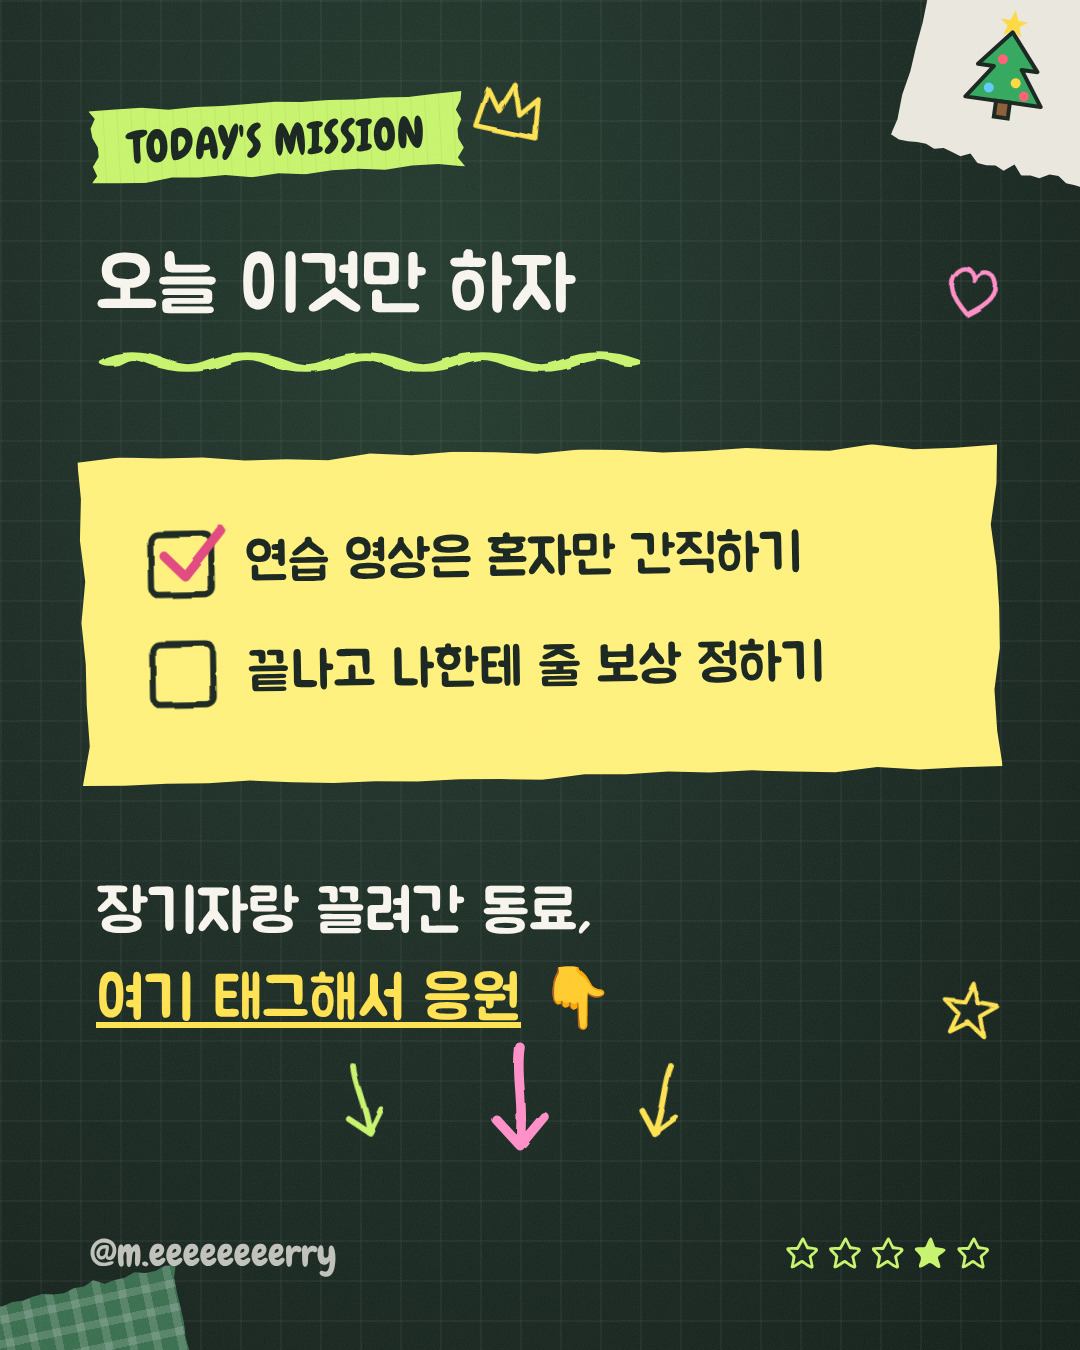 TODAY'S MISSION
오늘 이것만 하자
연습 영상은 혼자만 간직하기
끝나고 나한테 줄 보상 정하기
장기자랑 끌려간 동료,
여기 태그해서 응원 👇
@m.eeeeeeeerry